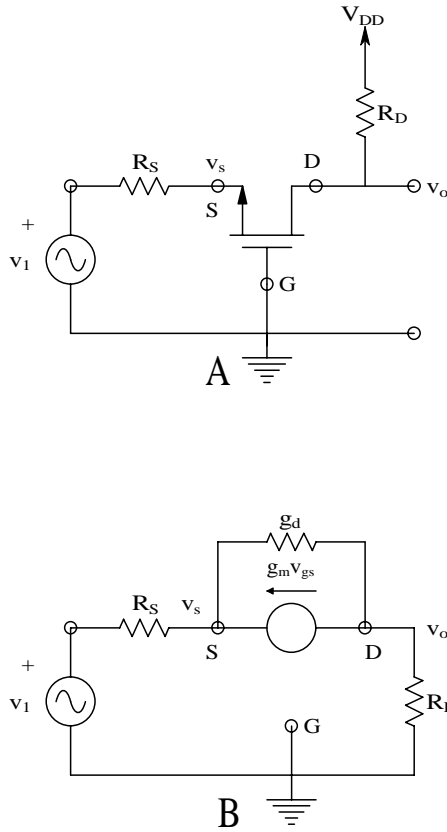 V_DD
R_D
R_S v_s D v_o
S
+
v_1
G
A
g_d
g_m v_gs
R_S v_s v_o
S D
+
v_1
G
B